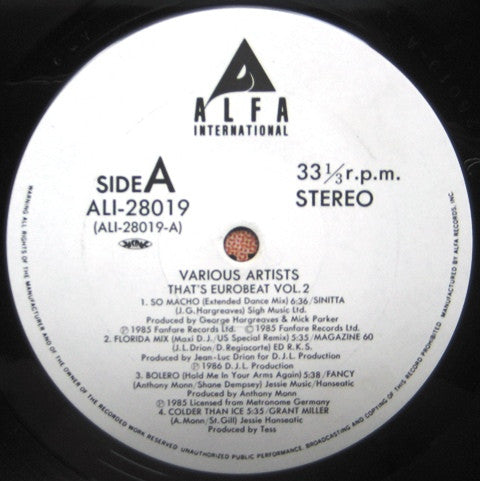 ALFA
INTERNATIONAL
SIDE A
ALI-28019
(ALI-28019-A)
33 1/3 r.p.m.
STEREO
VARIOUS ARTISTS
THAT'S EUROBEAT VOL.2
1. SO MACHO (Extended Dance Mix) 6:36/SINITTA
(J.G.Hargreaves) Sigh Music Ltd.
Produced by George Hargreaves & Mick Parker
Ⓟ1985 Fanfare Records Ltd. ©1985 Fanfare Records Ltd.
2. FLORIDA MIX (Maxi D.J./US Special Remix) 5:35/MAGAZINE 60
(J.L.Drion/D.Regiacorte) ED R.K.S.
Produced by Jean-Luc Drion for D.J.L. Production
Ⓟ1986 D.J.L. Production
3. BOLERO (Hold Me In Your Arms Again) 5:38/FANCY
(Anthony Monn/Shane Dempsey) Jessie Music/Hanseatic
Produced by Anthony Monn
Ⓟ1985 Licensed from Metronome Germany
4. COLDER THAN ICE 5:35/GRANT MILLER
(A.Monn/St.Gill) Jessie Hanseatic
Produced by Tess
WARNING ALL RIGHTS OF THE MANUFACTURER AND OF THE OWNER OF THE RECORDED WORK RESERVED UNAUTHORIZED PUBLIC PERFORMANCE, BROADCASTING AND COPYING OF THIS RECORD PROHIBITED. MANUFACTURED BY ALFA RECORDS, INC.